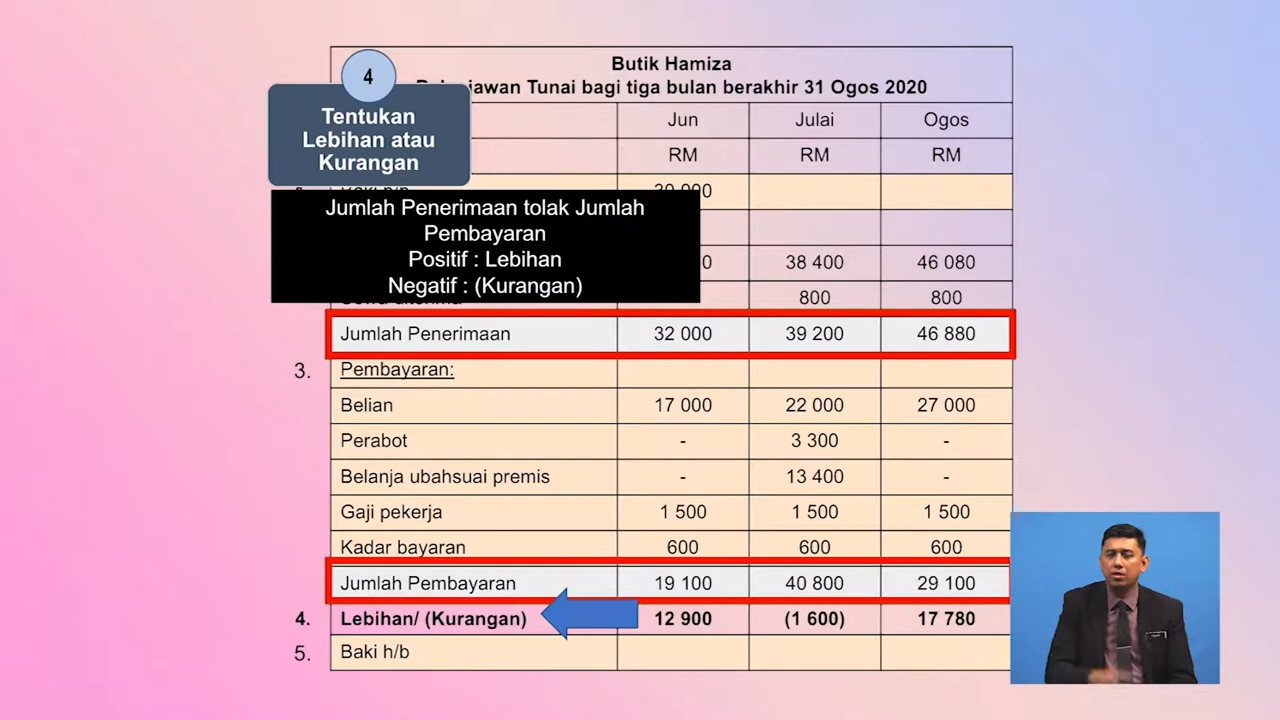 4
Tentukan
Lebihan atau
Kurangan
Butik Hamiza
jawan Tunai bagi tiga bulan berakhir 31 Ogos 2020
Jun Julai Ogos
RM RM RM
Baki h/b
Jumlah Penerimaan tolak Jumlah
Pembayaran
Positif : Lebihan
Negatif : (Kurangan)
38 400 46 080
800 800
Jumlah Penerimaan 32 000 39 200 46 880
3. Pembayaran:
Belian 17 000 22 000 27 000
Perabot - 3 300 -
Belanja ubahsuai premis - 13 400 -
Gaji pekerja 1 500 1 500 1 500
Kadar bayaran 600 600 600
Jumlah Pembayaran 19 100 40 800 29 100
4. Lebihan/ (Kurangan) 12 900 (1 600) 17 780
5. Baki h/b